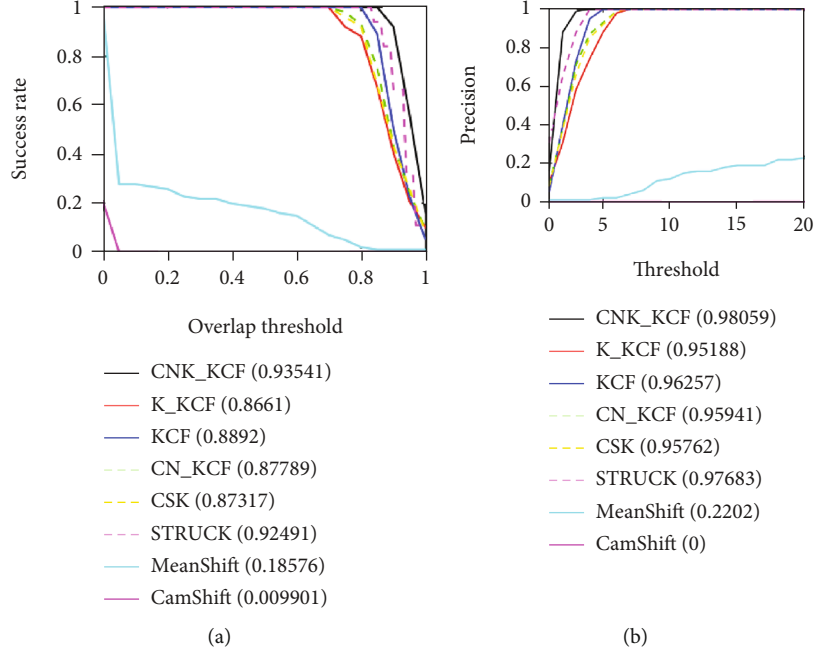 1
0.8
0.6
0.4
0.2
0
Success rate
0 0.2 0.4 0.6 0.8 1
Overlap threshold
CNK_KCF (0.93541)
K_KCF (0.8661)
KCF (0.8892)
CN_KCF (0.87789)
CSK (0.87317)
STRUCK (0.92491)
MeanShift (0.18576)
CamShift (0.009901)
(a)
1
0.8
0.6
0.4
0.2
0
Precision
0 5 10 15 20
Threshold
CNK_KCF (0.98059)
K_KCF (0.95188)
KCF (0.96257)
CN_KCF (0.95941)
CSK (0.95762)
STRUCK (0.97683)
MeanShift (0.2202)
CamShift (0)
(b)